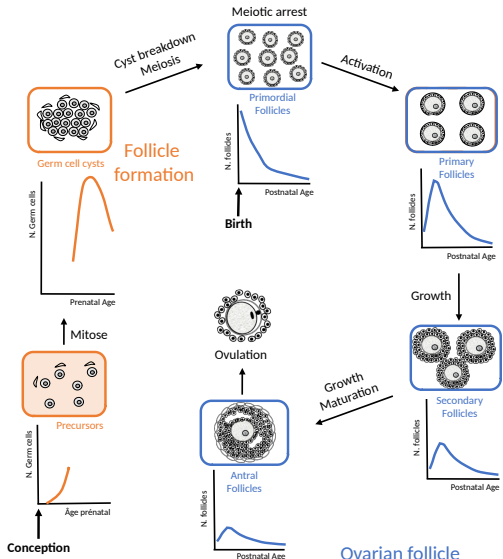 Meiotic arrest
Cyst breakdown
Meiosis
Activation
Primordial
Follicles
Germ cell cysts
Follicle
formation
Primary
Follicles
N. Germ cells
Prenatal Age
N. follicles
Postnatal Age
Birth
N. follicles
Postnatal Age
Growth
Mitose
Ovulation
Growth
Maturation
Precursors
Secondary
Follicles
Antral
Follicles
N. Germ cells
Âge prénatal
Conception
N. follicles
Postnatal Age
N. follicles
Postnatal Age
Ovarian follicle